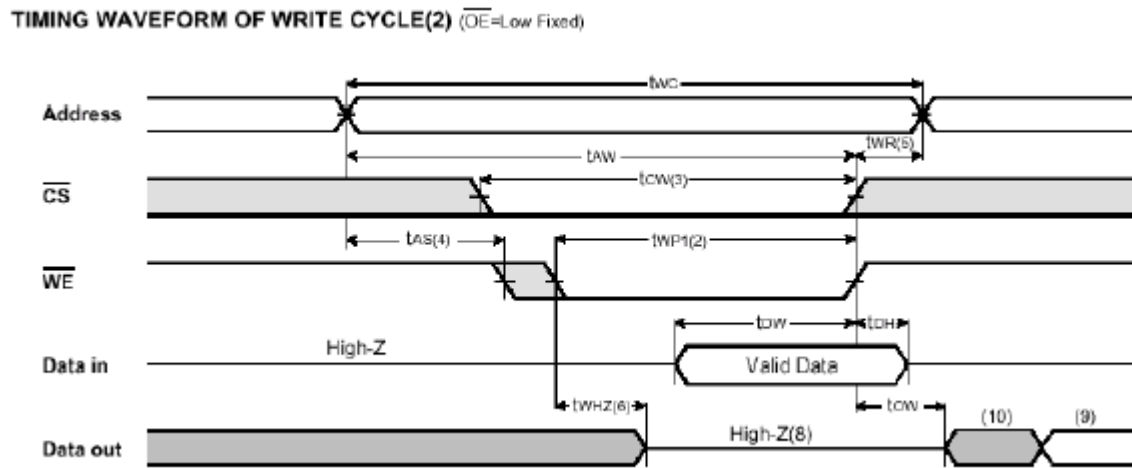 TIMING WAVEFORM OF WRITE CYCLE(2) (OE=Low Fixed)
tWC
Address
tAW
tWR(5)
CS
tCW(3)
tAS(4)
tWP1(2)
WE
tDW
tDH
Data in
High-Z
Valid Data
tWHZ(6)
tOW
Data out
High-Z(8)
(10)
(9)